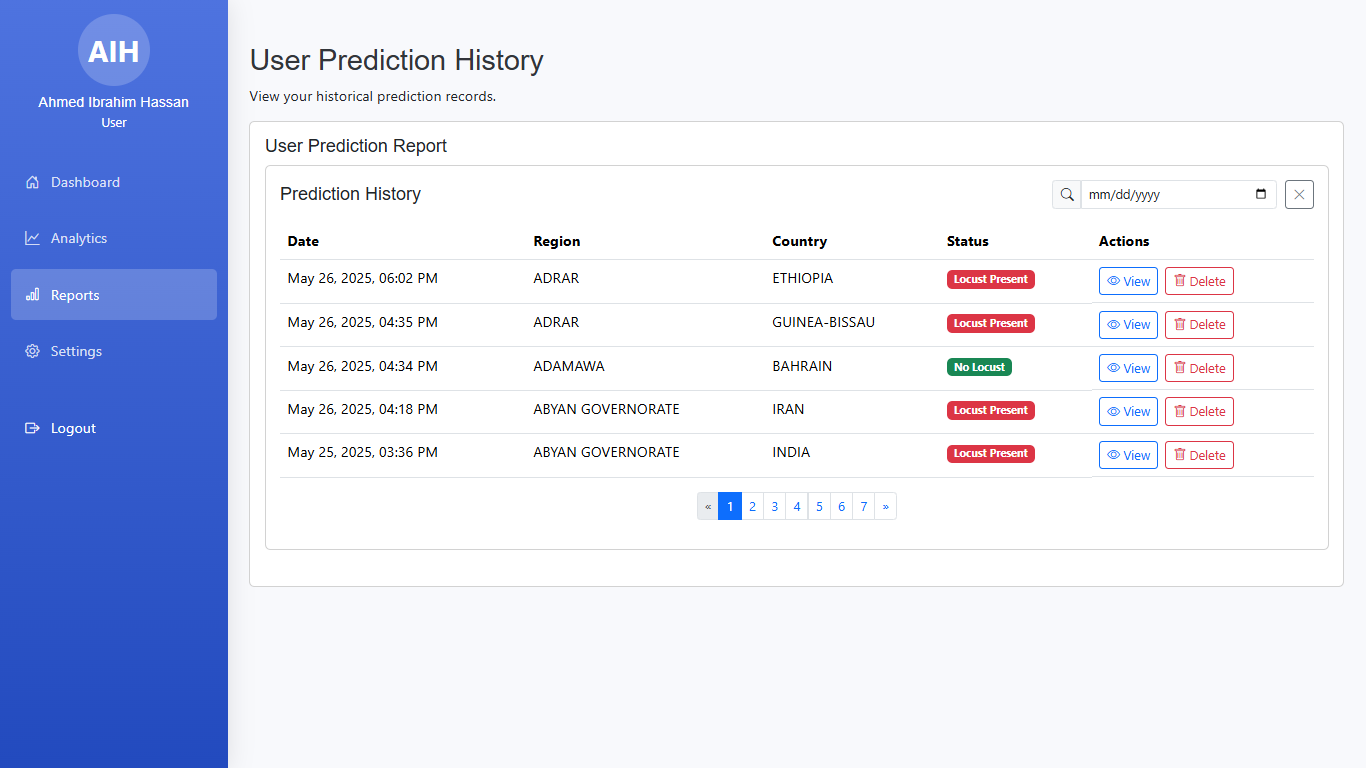 AIH
Ahmed Ibrahim Hassan
User
Dashboard
Analytics
Reports
Settings
Logout
User Prediction History
View your historical prediction records.
User Prediction Report
Prediction History
mm/dd/yyyy
Date Region Country Status Actions
May 26, 2025, 06:02 PM ADRAR ETHIOPIA Locust Present View Delete
May 26, 2025, 04:35 PM ADRAR GUINEA-BISSAU Locust Present View Delete
May 26, 2025, 04:34 PM ADAMAWA BAHRAIN No Locust View Delete
May 26, 2025, 04:18 PM ABYAN GOVERNORATE IRAN Locust Present View Delete
May 25, 2025, 03:36 PM ABYAN GOVERNORATE INDIA Locust Present View Delete
« 1 2 3 4 5 6 7 »